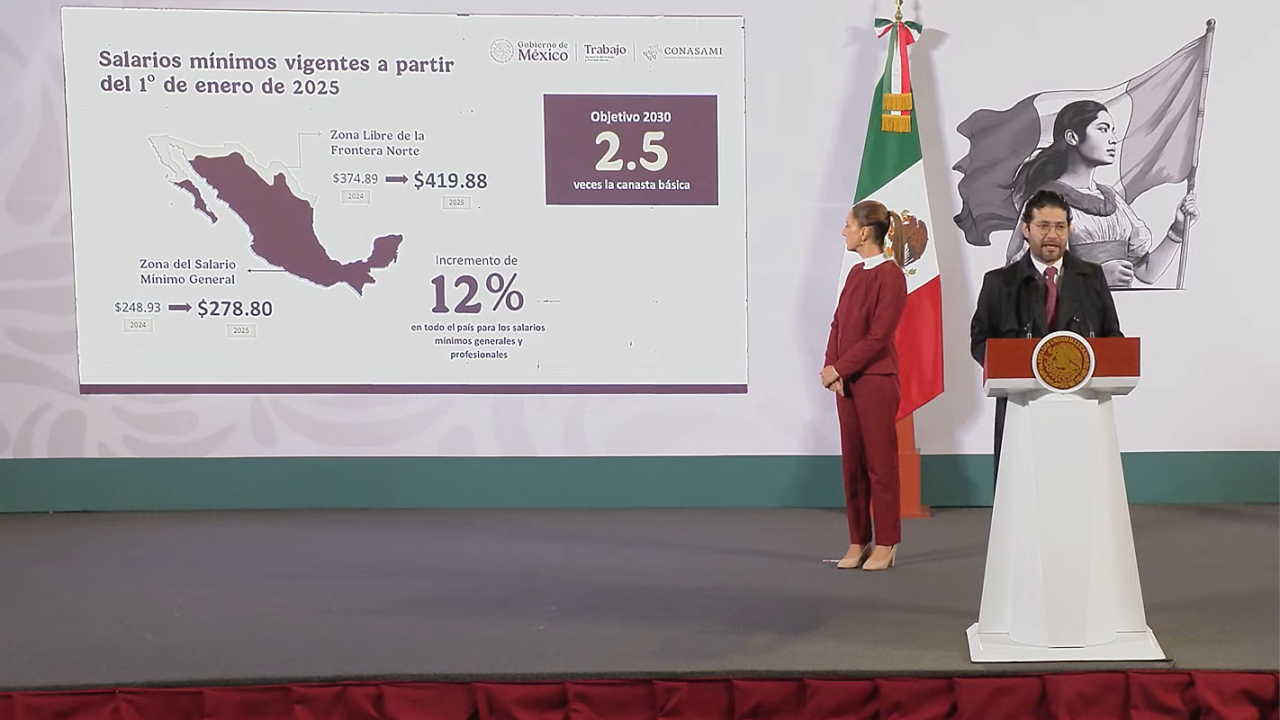 Salarios mínimos vigentes a partir
del 1º de enero de 2025
Gobierno de
México
Trabajo
CONASAMI
Objetivo 2030
2.5
veces la canasta básica
Zona Libre de la
Frontera Norte
$374.89
$419.88
2024
2025
Zona del Salario
Mínimo General
$248.93
$278.80
2024
2025
Incremento de
12%
en todo el país para los salarios
mínimos generales y
profesionales